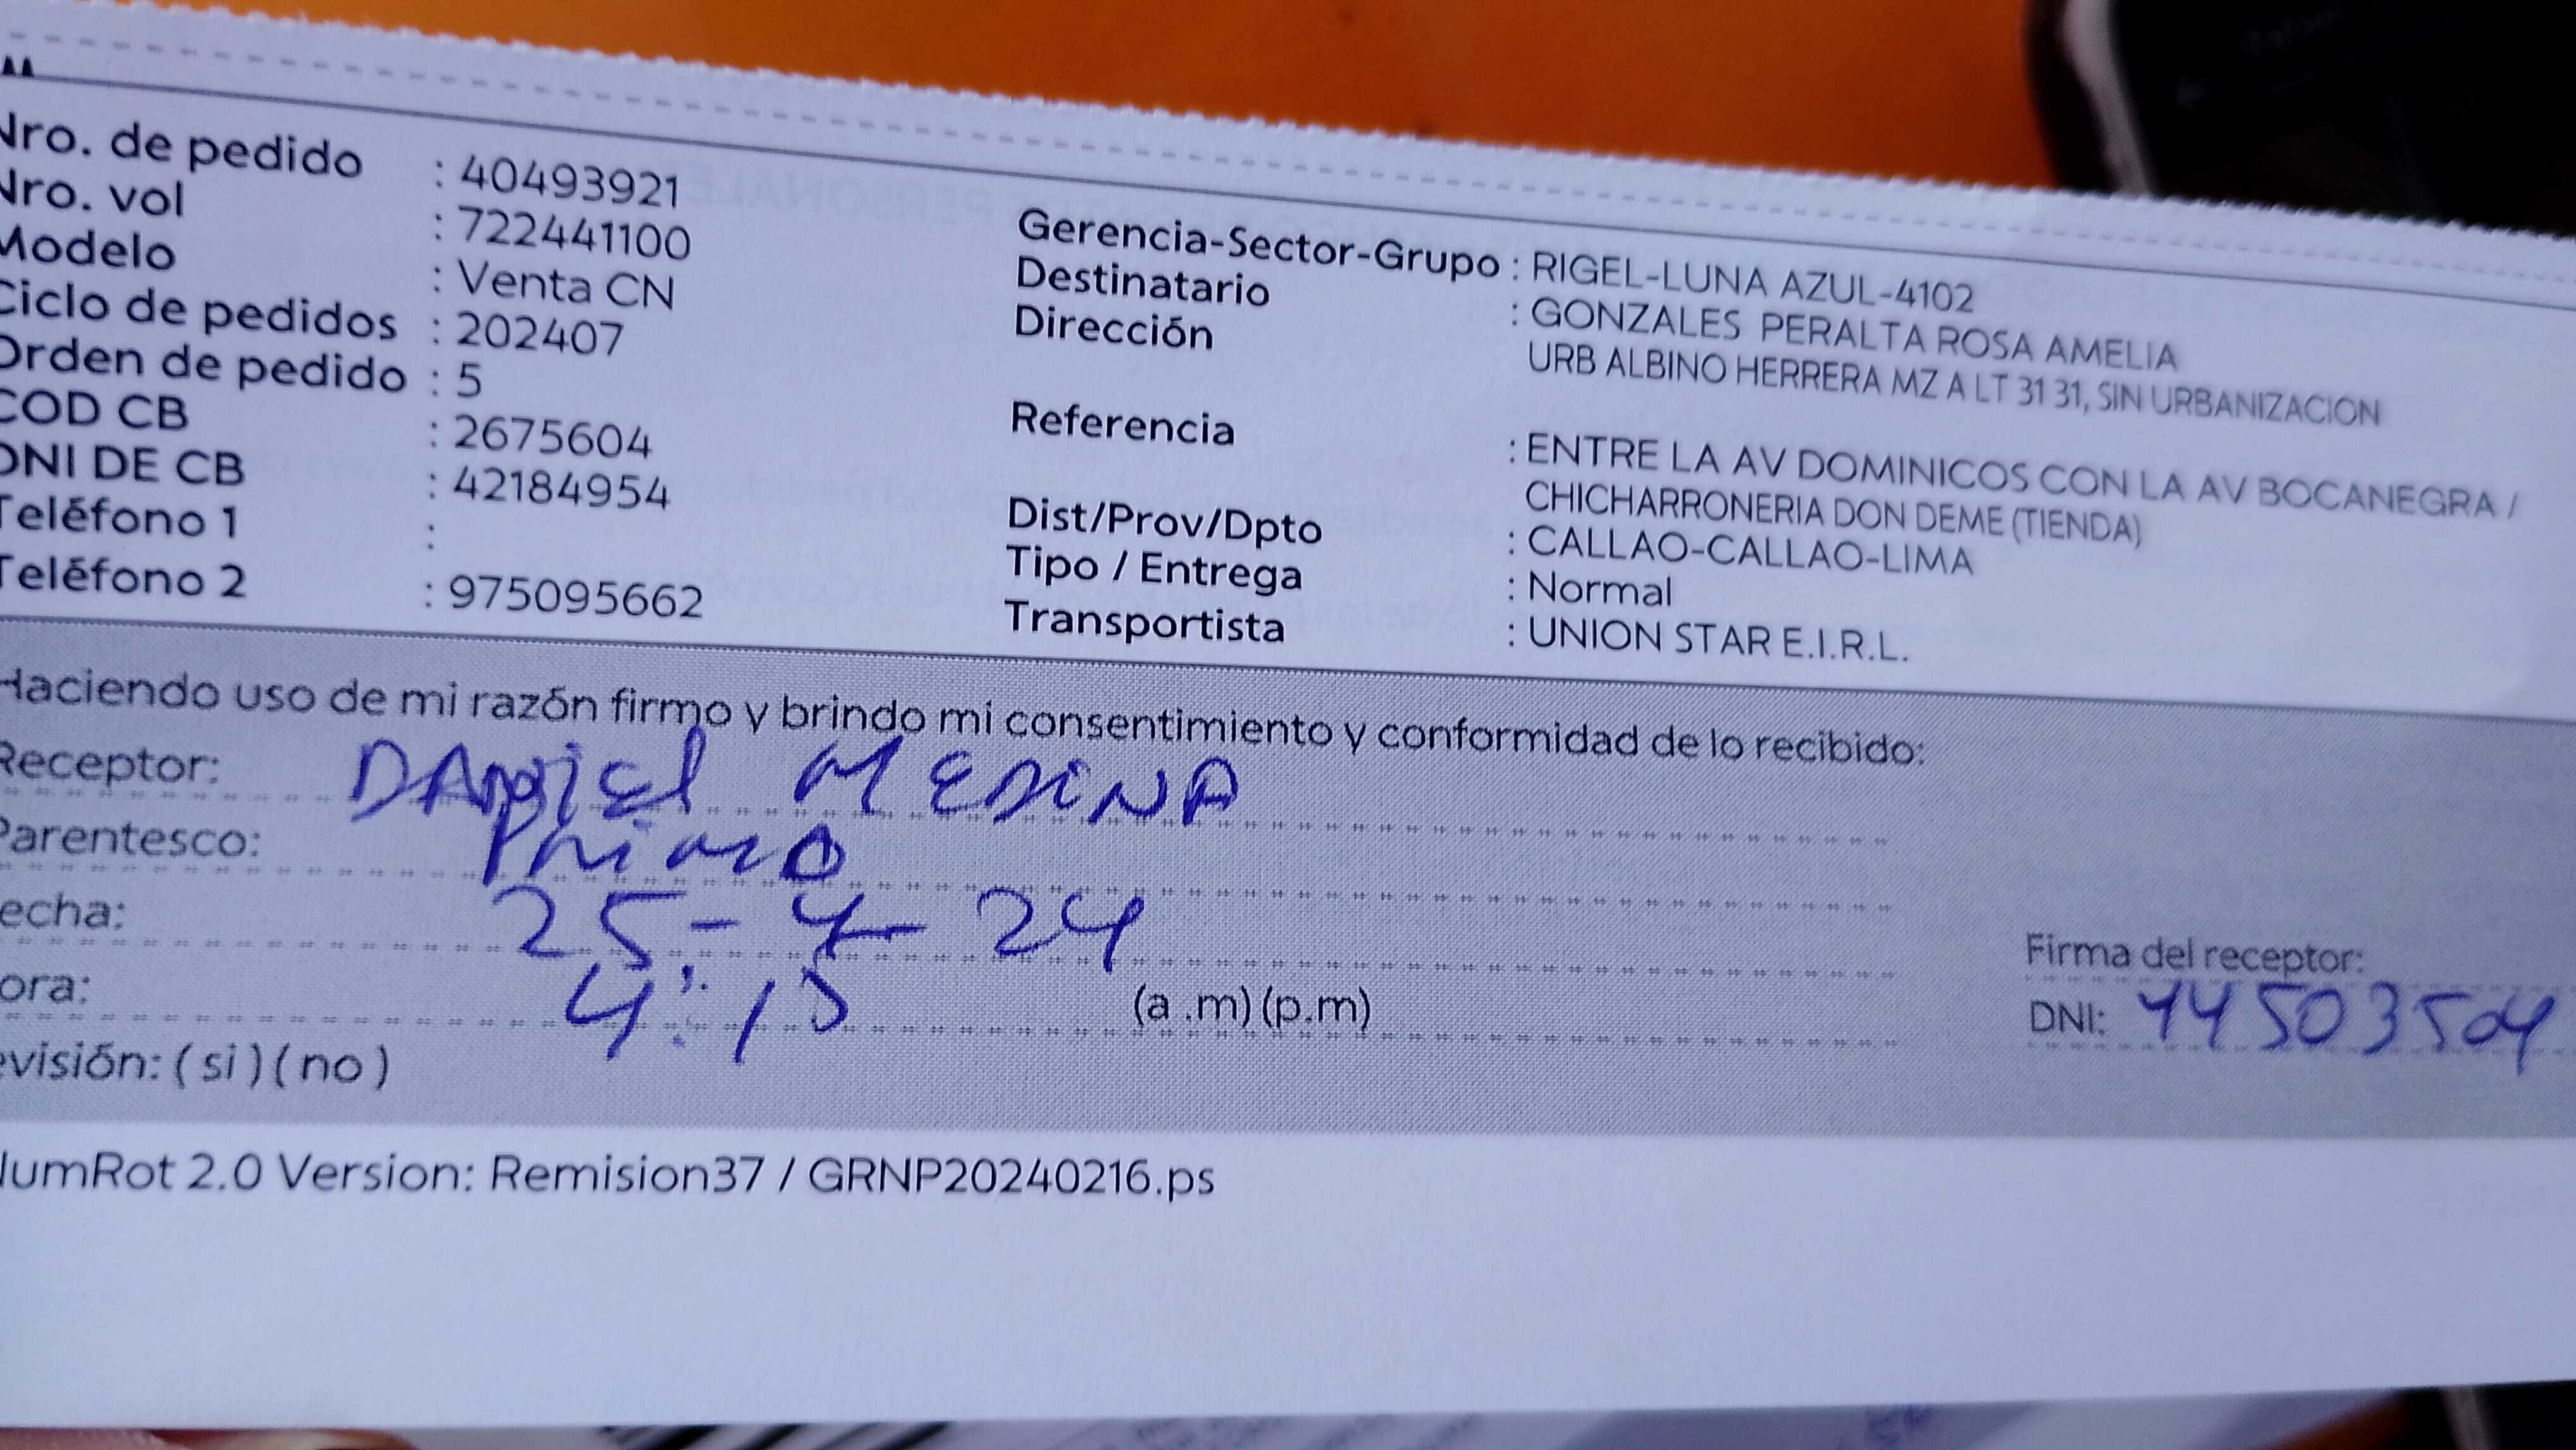 Nro. de pedido : 40493921
Nro. vol : 722441100
Modelo : Venta CN
Ciclo de pedidos : 202407
Orden de pedido : 5
COD CB : 2675604
DNI DE CB : 42184954
Teléfono 1 :
Teléfono 2 : 975095662
Gerencia-Sector-Grupo : RIGEL-LUNA AZUL-4102
Destinatario : GONZALES PERALTA ROSA AMELIA
Dirección URB ALBINO HERRERA MZ A LT 31 31, SIN URBANIZACION
Referencia : ENTRE LA AV DOMINICOS CON LA AV BOCANEGRA /
CHICHARRONERIA DON DEME (TIENDA)
Dist/Prov/Dpto : CALLAO-CALLAO-LIMA
Tipo / Entrega : Normal
Transportista : UNION STAR E.I.R.L.
Haciendo uso de mi razón firmo y brindo mi consentimiento y conformidad de lo recibido:
Receptor: DANIEl MEDINA
Parentesco: Primo
echa: 25-4-24
ora: 4:15 (a .m) (p.m)
evisión: ( si ) ( no )
Firma del receptor:
DNI: 44503504
NumRot 2.0 Version: Remision37 / GRNP20240216.ps